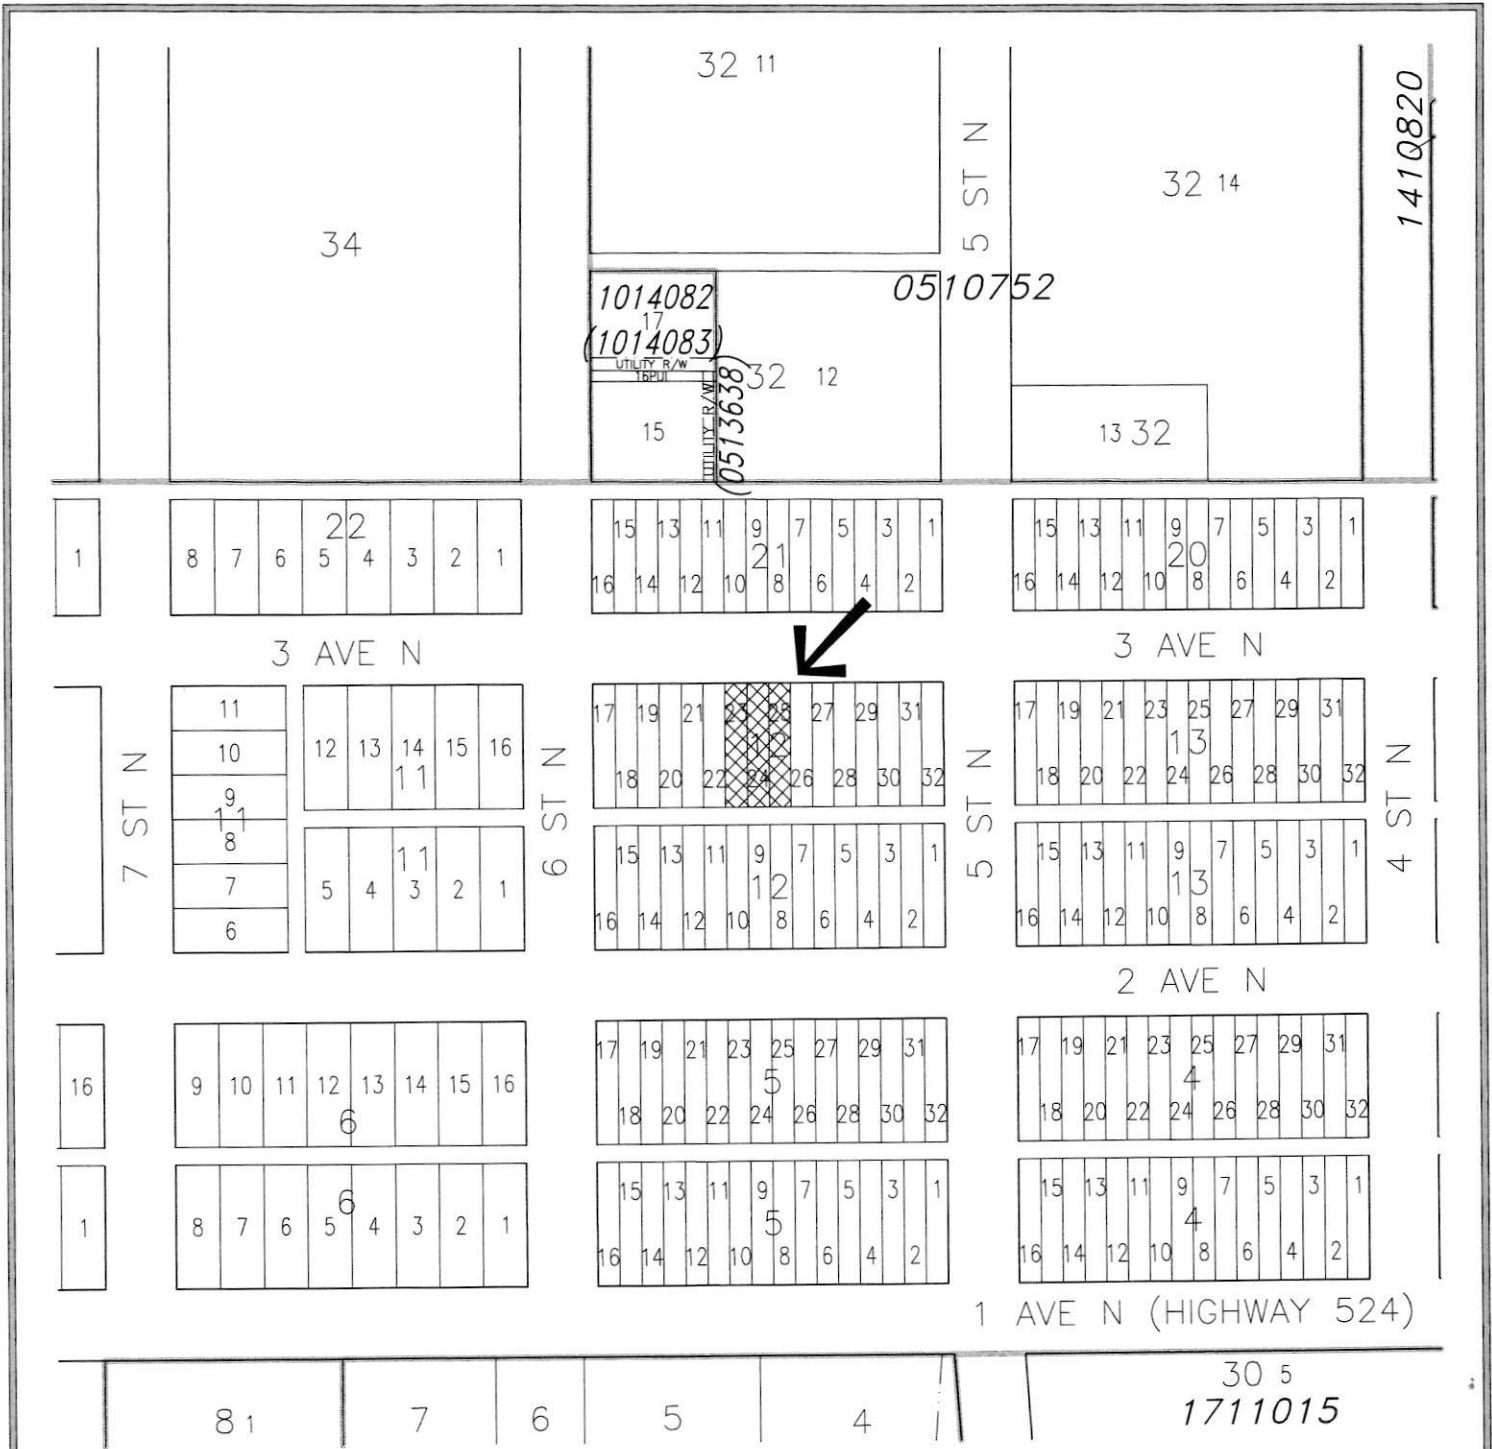 32 11
5 ST N
32 14
1410820
34
0510752
1014082
17
(1014083)
UTILITY R/W
16PUL
15
UTILITY R/W
(0513638)
32 12
13 32
1
22
8 7 6 5 4 3 2 1
15 13 11 9 7 5 3 1
21
16 14 12 10 8 6 4 2
15 13 11 9 7 5 3 1
20
16 14 12 10 8 6 4 2
3 AVE N
3 AVE N
7 ST N
11
10
9
11
8
7
6
12 13 14 15 16
11
11
5 4 3 2 1
6 ST N
17 19 21 23 25 27 29 31
12
18 20 22 24 26 28 30 32
15 13 11 9 7 5 3 1
12
16 14 12 10 8 6 4 2
5 ST N
17 19 21 23 25 27 29 31
13
18 20 22 24 26 28 30 32
15 13 11 9 7 5 3 1
13
16 14 12 10 8 6 4 2
4 ST N
2 AVE N
16
9 10 11 12 13 14 15 16
6
17 19 21 23 25 27 29 31
5
18 20 22 24 26 28 30 32
17 19 21 23 25 27 29 31
4
18 20 22 24 26 28 30 32
1
6
8 7 6 5 4 3 2 1
15 13 11 9 7 5 3 1
5
16 14 12 10 8 6 4 2
15 13 11 9 7 5 3 1
4
16 14 12 10 8 6 4 2
1 AVE N (HIGHWAY 524)
8 1
7
6
5
4
30 5
1711015